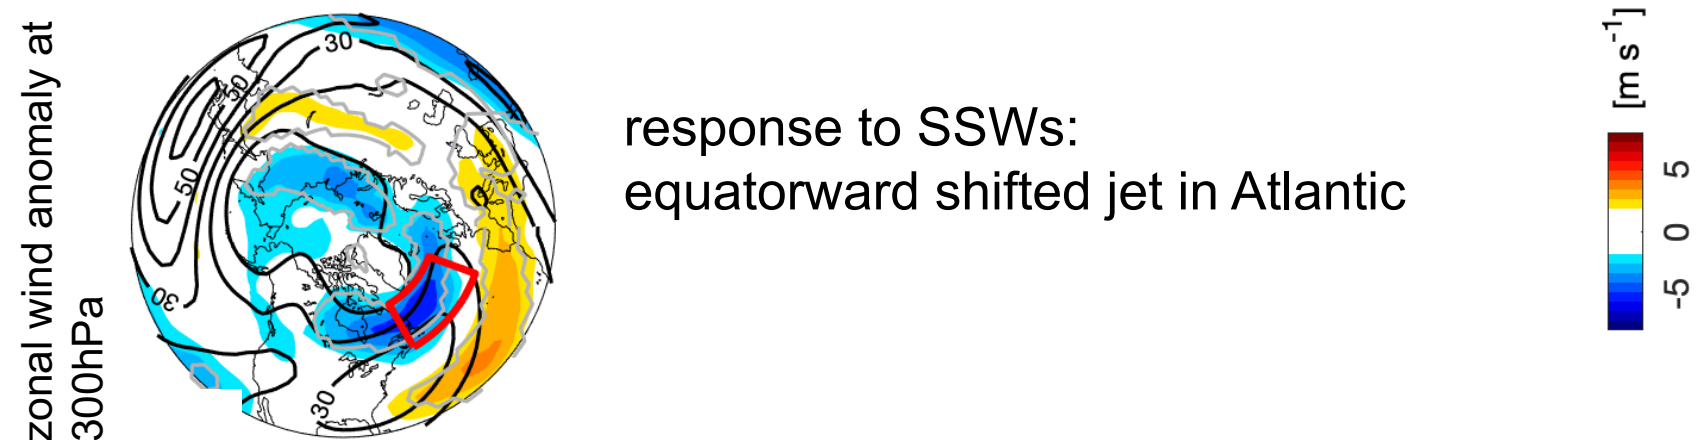 zonal wind anomaly at
300hPa
30
50
50
30
30
0
response to SSWs:
equatorward shifted jet in Atlantic
[m s-1]
5
0
-5